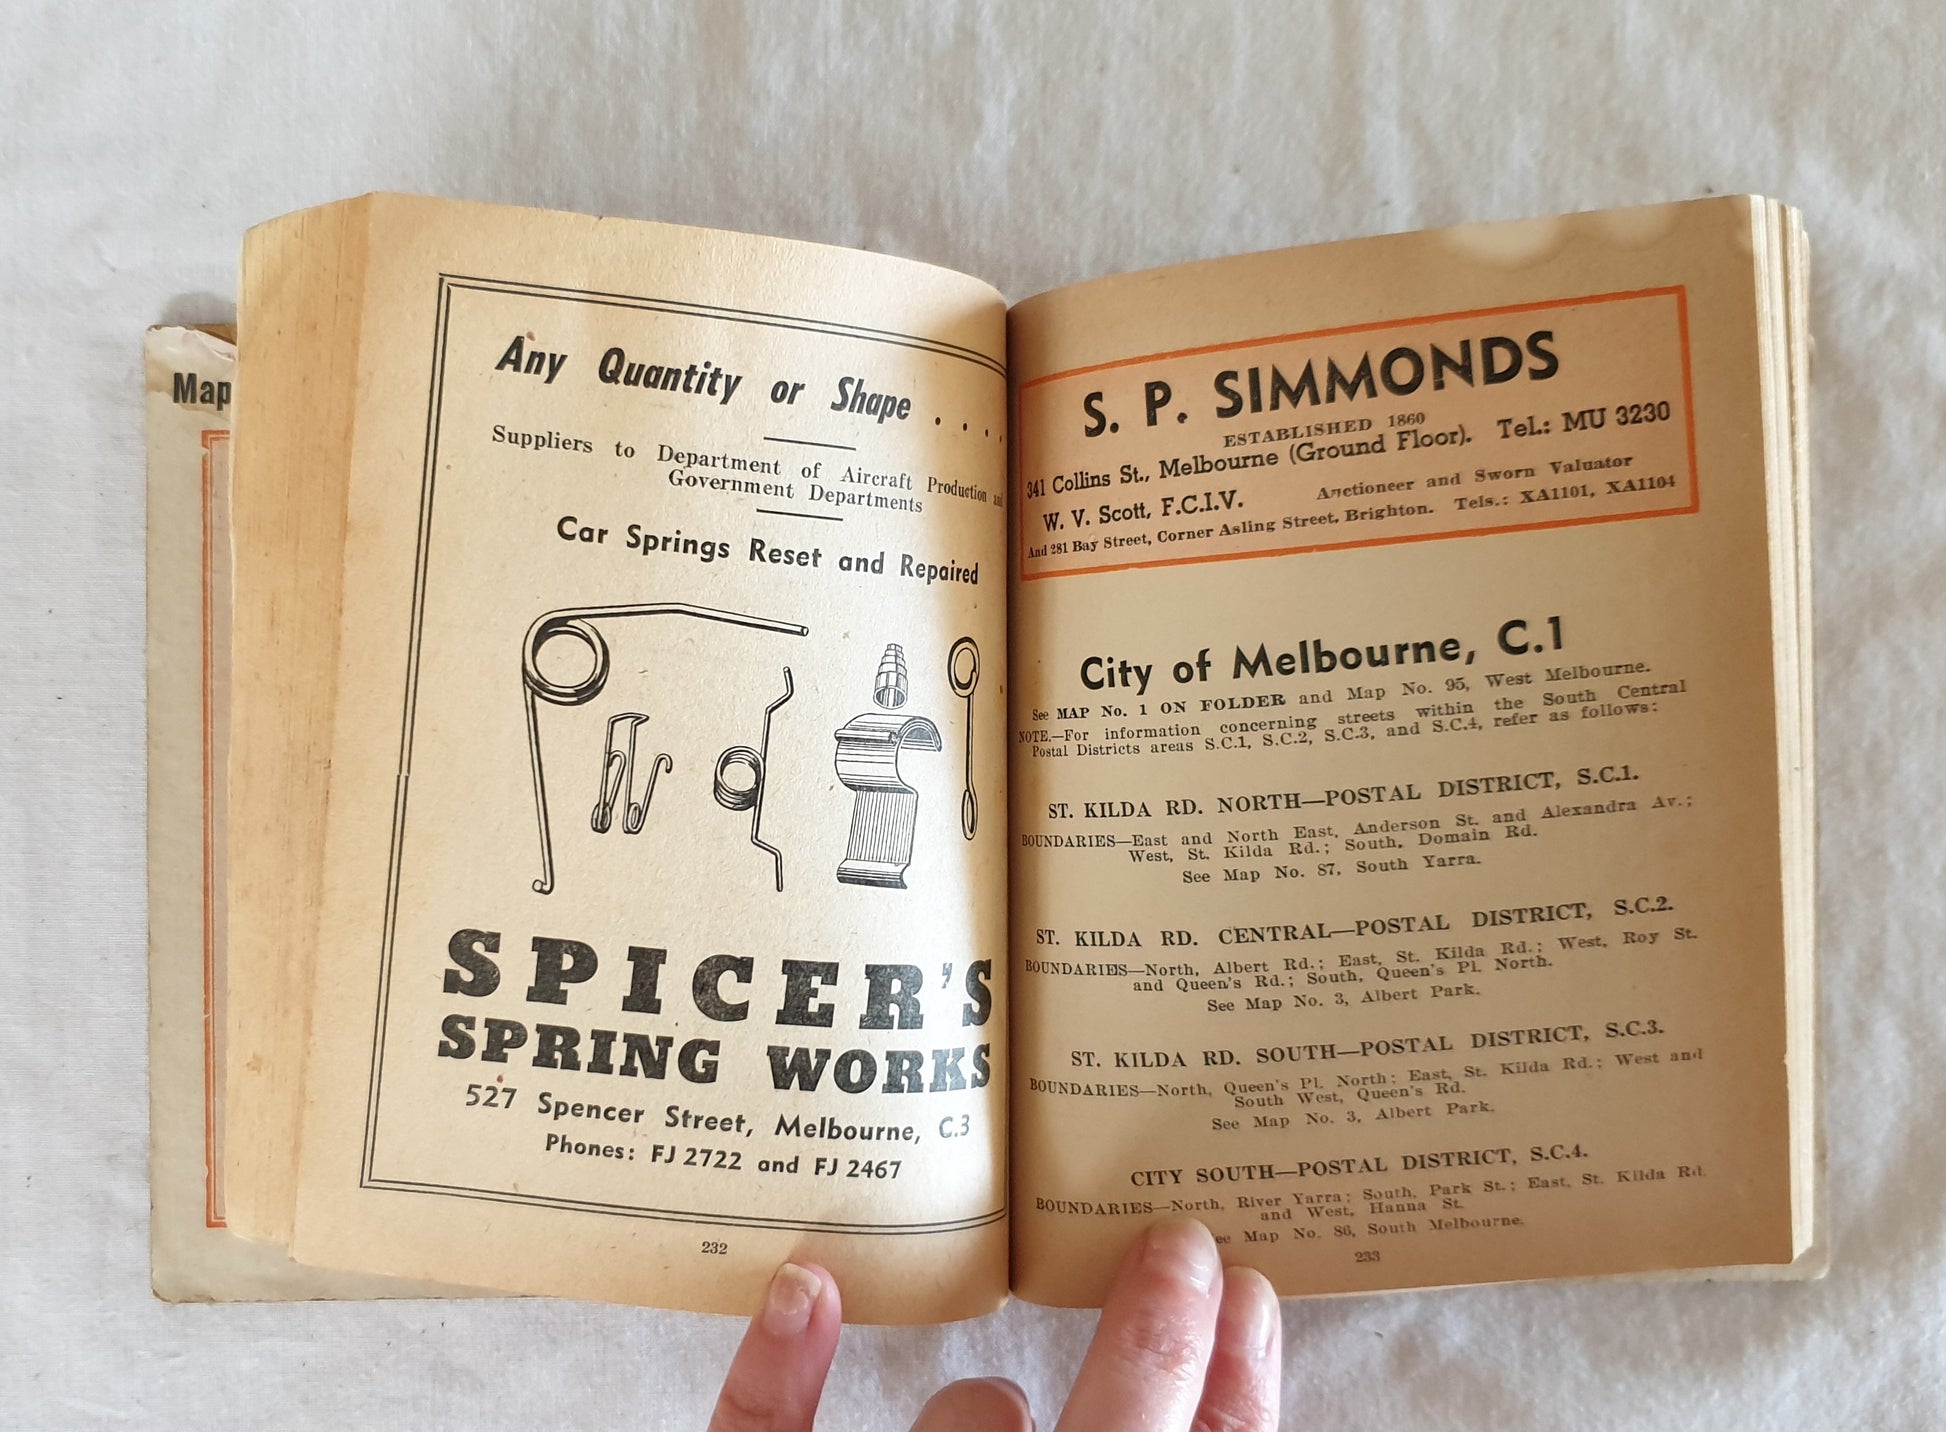 Map
Any Quantity or Shape . . . .
Suppliers to Department of Aircraft Production and
Government Departments
Car Springs Reset and Repaired
SPICER'S
SPRING WORKS
527 Spencer Street, Melbourne, C.3
Phones: FJ 2722 and FJ 2467
232
S. P. SIMMONDS
ESTABLISHED 1860
341 Collins St., Melbourne (Ground Floor). Tel.: MU 3230
W. V. Scott, F.C.I.V. Auctioneer and Sworn Valuator
And 281 Bay Street, Corner Asling Street, Brighton. Tels.: XA1101, XA1104
City of Melbourne, C.1
See MAP No. 1 ON FOLDER and Map No. 95, West Melbourne.
NOTE.—For information concerning streets within the South Central
Postal Districts areas S.C.1, S.C.2, S.C.3, and S.C.4, refer as follows:
ST. KILDA RD. NORTH—POSTAL DISTRICT, S.C.1.
BOUNDARIES—East and North East, Anderson St. and Alexandra Av.;
West, St. Kilda Rd.; South, Domain Rd.
See Map No. 87, South Yarra.
ST. KILDA RD. CENTRAL—POSTAL DISTRICT, S.C.2.
BOUNDARIES—North, Albert Rd.; East, St. Kilda Rd.; West, Roy St.
and Queen's Rd.; South, Queen's Pl. North.
See Map No. 3, Albert Park.
ST. KILDA RD. SOUTH—POSTAL DISTRICT, S.C.3.
BOUNDARIES—North, Queen's Pl. North; East, St. Kilda Rd.; West and
South West, Queen's Rd.
See Map No. 3, Albert Park.
CITY SOUTH—POSTAL DISTRICT, S.C.4.
BOUNDARIES—North, River Yarra; South, Park St.; East, St. Kilda Rd.
and West, Hanna St.
ee Map No. 86, South Melbourne.
233